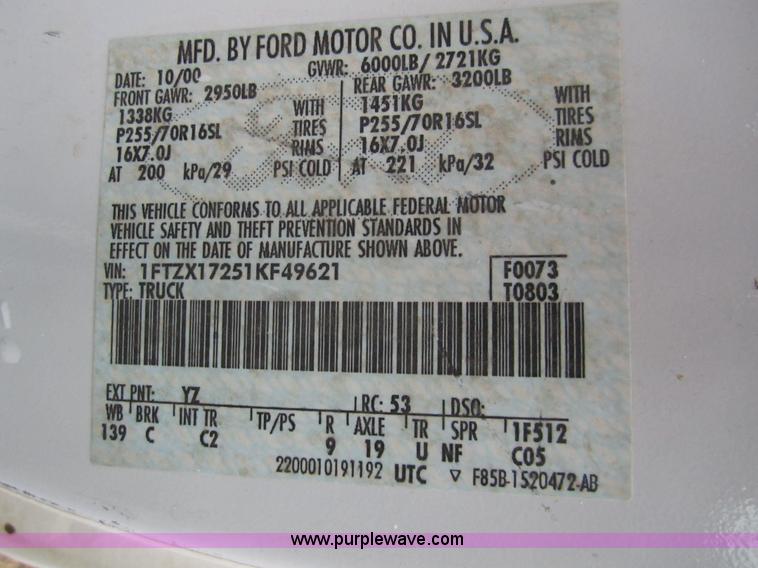 MFD. BY FORD MOTOR CO. IN U.S.A.
DATE: 10/00 GVWR: 6000LB/ 2721KG
FRONT GAWR: 2950LB REAR GAWR: 3200LB
1338KG WITH 1451KG WITH
P255/70R16SL TIRES P255/70R16SL TIRES
16X7.0J RIMS 16X7.0J RIMS
AT 200 kPa/29 PSI COLD AT 221 kPa/32 PSI COLD
THIS VEHICLE CONFORMS TO ALL APPLICABLE FEDERAL MOTOR
VEHICLE SAFETY AND THEFT PREVENTION STANDARDS IN
EFFECT ON THE DATE OF MANUFACTURE SHOWN ABOVE.
VIN: 1FTZX17251KF49621 F0073
TYPE: TRUCK T0803
EXT PNT: YZ RC: 53 DSO:
WB BRK INT TR TP/PS R AXLE TR SPR 1F512
139 C C2 9 19 U NF C05
2200010191192 UTC ▽ F85B-1520472-AB
www.purplewave.com